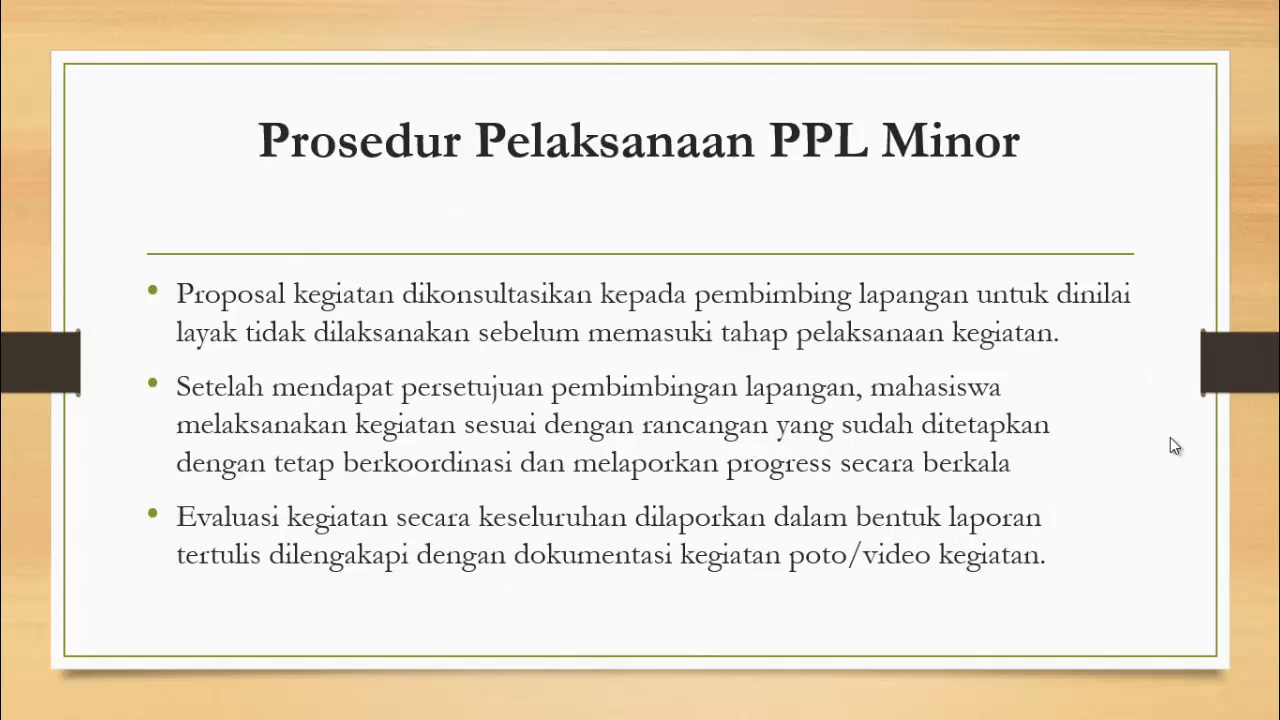 Prosedur Pelaksanaan PPL Minor
• Proposal kegiatan dikonsultasikan kepada pembimbing lapangan untuk dinilai
layak tidak dilaksanakan sebelum memasuki tahap pelaksanaan kegiatan.
• Setelah mendapat persetujuan pembimbingan lapangan, mahasiswa
melaksanakan kegiatan sesuai dengan rancangan yang sudah ditetapkan
dengan tetap berkoordinasi dan melaporkan progress secara berkala
• Evaluasi kegiatan secara keseluruhan dilaporkan dalam bentuk laporan
tertulis dilengakapi dengan dokumentasi kegiatan poto/video kegiatan.